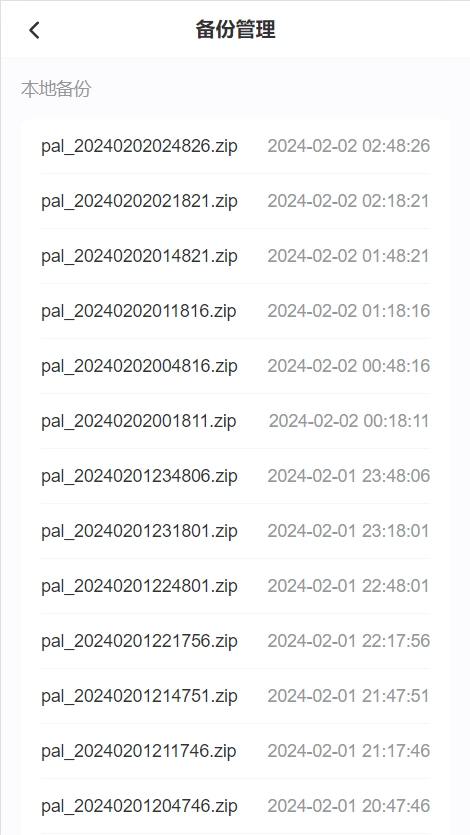 备份管理
本地备份
pal_20240202024826.zip 2024-02-02 02:48:26
pal_20240202021821.zip 2024-02-02 02:18:21
pal_20240202014821.zip 2024-02-02 01:48:21
pal_20240202011816.zip 2024-02-02 01:18:16
pal_20240202004816.zip 2024-02-02 00:48:16
pal_20240202001811.zip 2024-02-02 00:18:11
pal_20240201234806.zip 2024-02-01 23:48:06
pal_20240201231801.zip 2024-02-01 23:18:01
pal_20240201224801.zip 2024-02-01 22:48:01
pal_20240201221756.zip 2024-02-01 22:17:56
pal_20240201214751.zip 2024-02-01 21:47:51
pal_20240201211746.zip 2024-02-01 21:17:46
pal_20240201204746.zip 2024-02-01 20:47:46